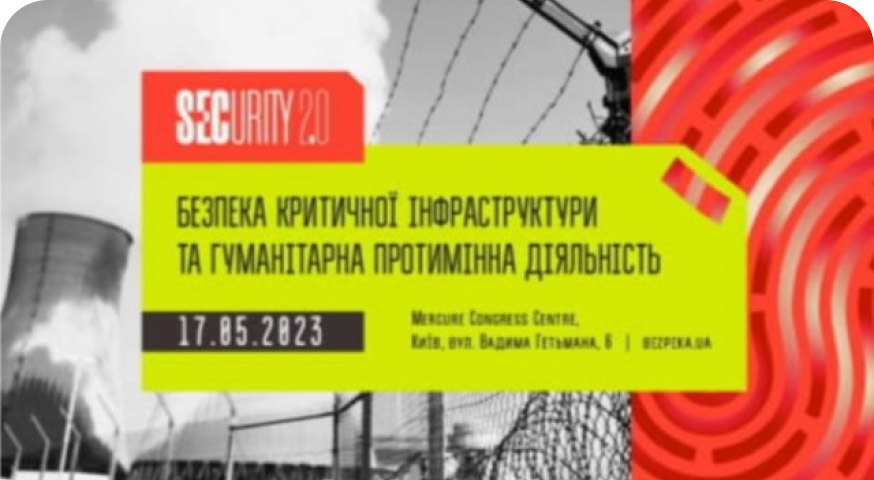 SECURITY 2.0
БЕЗПЕКА КРИТИЧНОЇ ІНФРАСТРУКТУРИ
ТА ГУМАНІТАРНА ПРОТИМІННА ДІЯЛЬНІСТЬ
17.05.2023
MERCURE CONGRESS CENTRE,
КИЇВ, ВУЛ. ВАДИМА ГЕТЬМАНА, 6 | BEZPEKA.UA